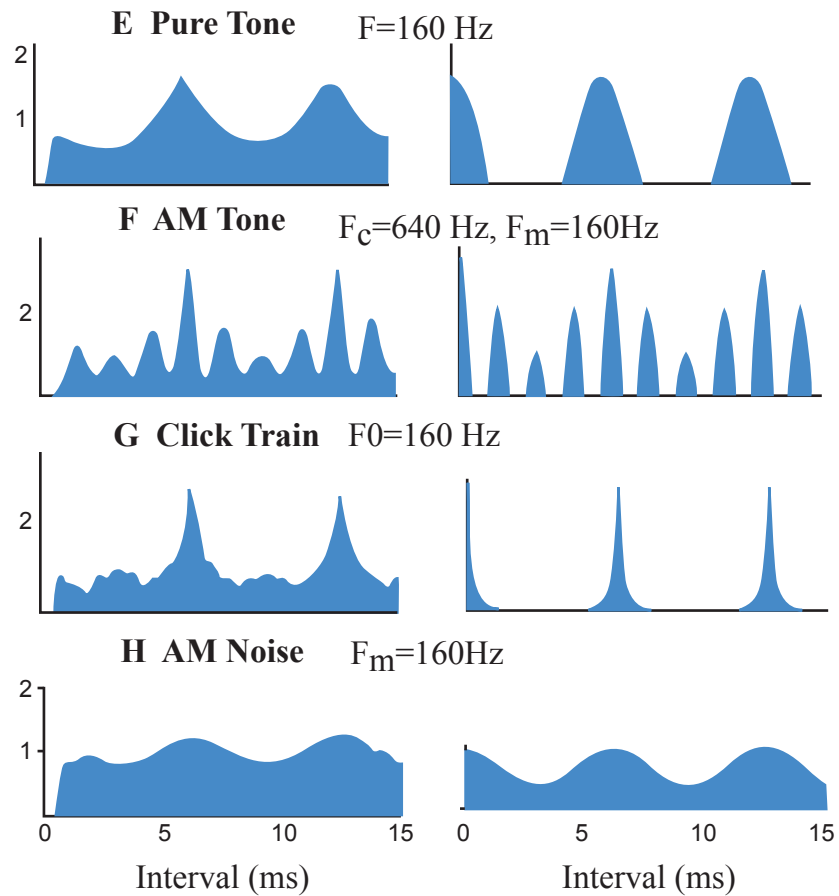 E Pure Tone F=160 Hz
2
1
F AM Tone Fc=640 Hz, Fm=160Hz
2
G Click Train F0=160 Hz
2
H AM Noise Fm=160Hz
2
1
0 5 10 15 0 5 10 15
Interval (ms) Interval (ms)